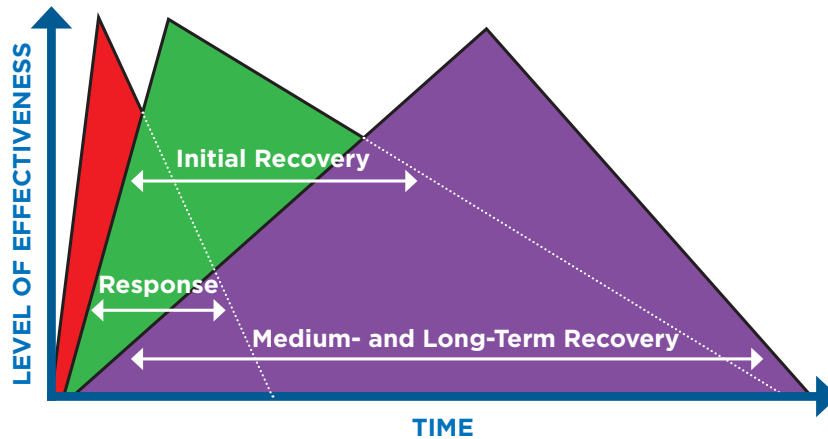 LEVEL OF EFFECTIVENESS
Initial Recovery
Response
Medium- and Long-Term Recovery
TIME